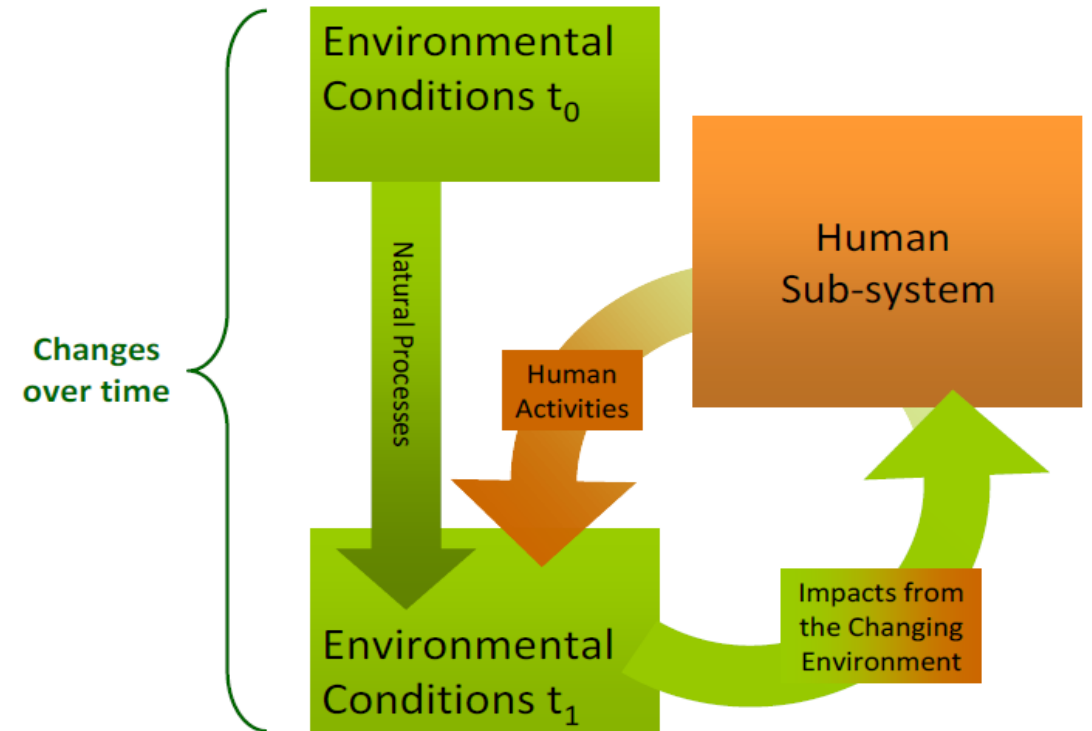 Environmental
Conditions t₀
Human
Sub-system
Natural Processes
Changes
over time
Human
Activities
Impacts from
the Changing
Environment
Environmental
Conditions t₁